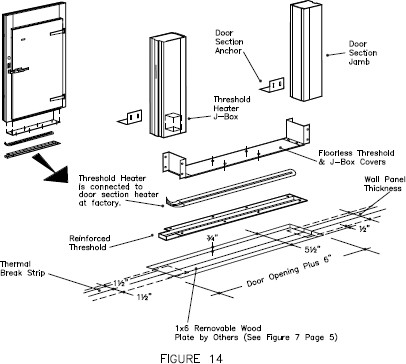 Door
Section
Anchor
Door
Section
Jamb
Threshold
Heater
J-Box
Floorless Threshold
& J-Box Covers
Threshold Heater
is connected to
door section heater
at factory.
Wall Panel
Thickness
Reinforced
Threshold
¾"
½"
5½"
Thermal
Break Strip
1½"
1½"
Door Opening Plus 6"
1x6 Removable Wood
Plate by Others (See Figure 7 Page 5)
FIGURE 14